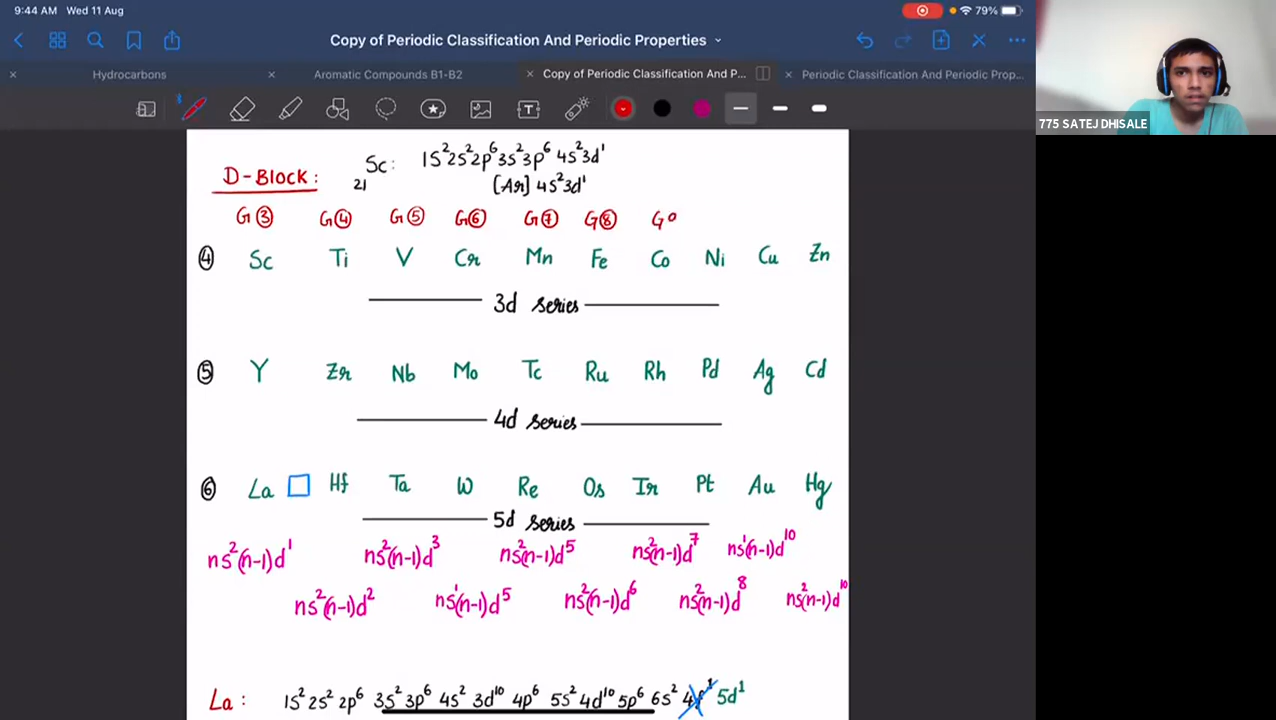 9:44 AM Wed 11 Aug
79%
Copy of Periodic Classification And Periodic Properties
Hydrocarbons
Aromatic Compounds B1-B2
Copy of Periodic Classification And P...
Periodic Classification And Periodic Prop...
775 SATEJ DHISALE
D-BLOCK: ₂₁Sc: 1s²2s²2p⁶3s²3p⁶ 4s²3d¹
[Ar] 4s²3d¹
G③ G④ G⑤ G⑥ G⑦ G⑧ G
④ Sc Ti V Cr Mn Fe Co Ni Cu Zn
3d series
⑤ Y Zr Nb Mo Tc Ru Rh Pd Ag Cd
4d series
⑥ La Hf Ta W Re Os Ir Pt Au Hg
5d series
ns²(n-1)d¹ ns²(n-1)d³ ns²(n-1)d⁵ ns²(n-1)d⁷ ns¹(n-1)d¹⁰
ns²(n-1)d² ns¹(n-1)d⁵ ns²(n-1)d⁶ ns²(n-1)d⁸ ns²(n-1)d¹⁰
La: 1s² 2s² 2p⁶ 3s² 3p⁶ 4s² 3d¹⁰ 4p⁶ 5s² 4d¹⁰ 5p⁶ 6s² 4f¹ 5d¹